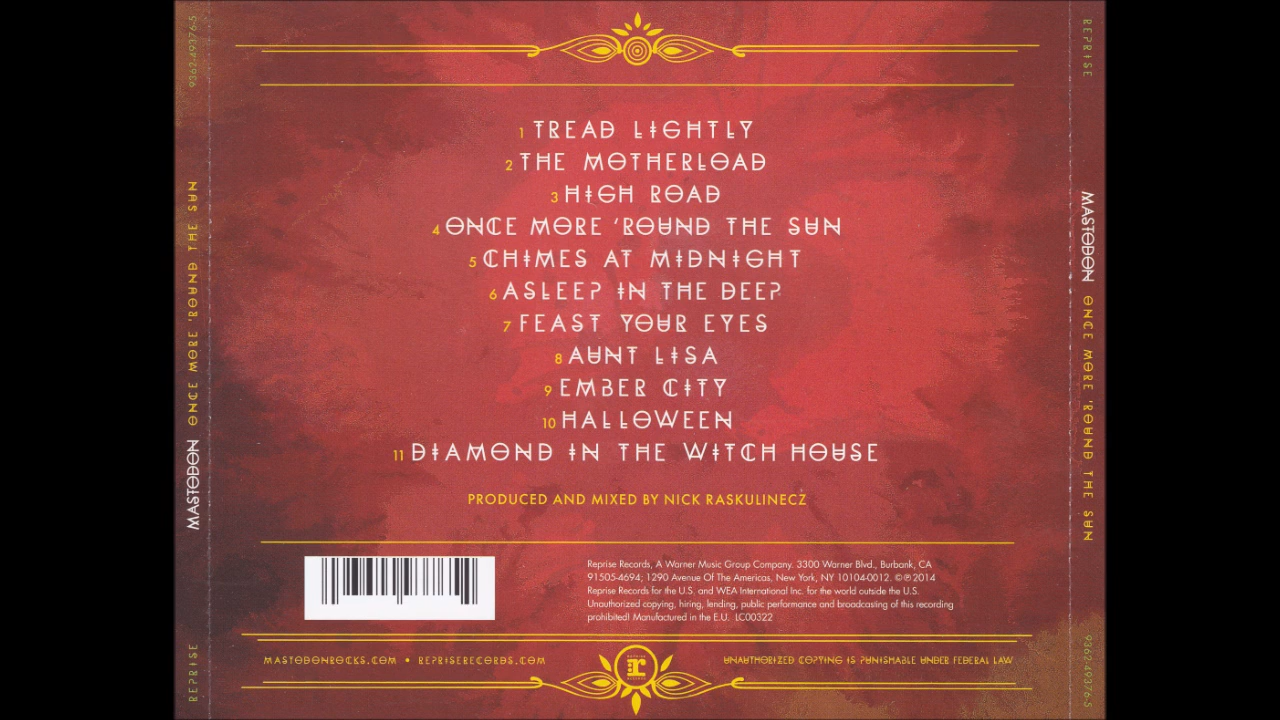 9362-49376-5
REPRISE
1 TREAD LIGHTLY
2 THE MOTHERLOAD
3 HIGH ROAD
4 ONCE MORE 'ROUND THE SUN
5 CHIMES AT MIDNIGHT
6 ASLEEP IN THE DEEP
7 FEAST YOUR EYES
8 AUNT LISA
9 EMBER CITY
10 HALLOWEEN
11 DIAMOND IN THE WITCH HOUSE
PRODUCED AND MIXED BY NICK RASKULINECZ
MASTODON ONCE MORE 'ROUND THE SUN
MASTODON ONCE MORE 'ROUND THE SUN
Reprise Records, A Warner Music Group Company. 3300 Warner Blvd., Burbank, CA
91505-4694; 1290 Avenue Of The Americas, New York, NY 10104-0012. ©℗2014
Reprise Records for the U.S. and WEA International Inc. for the world outside the U.S.
Unauthorized copying, hiring, lending, public performance and broadcasting of this recording
prohibited! Manufactured in the E.U. LC00322
MASTODONROCKS.COM • REPRISERECORDS.COM
UNAUTHORIZED COPYING IS PUNISHABLE UNDER FEDERAL LAW
REPRISE
9362-49376-5